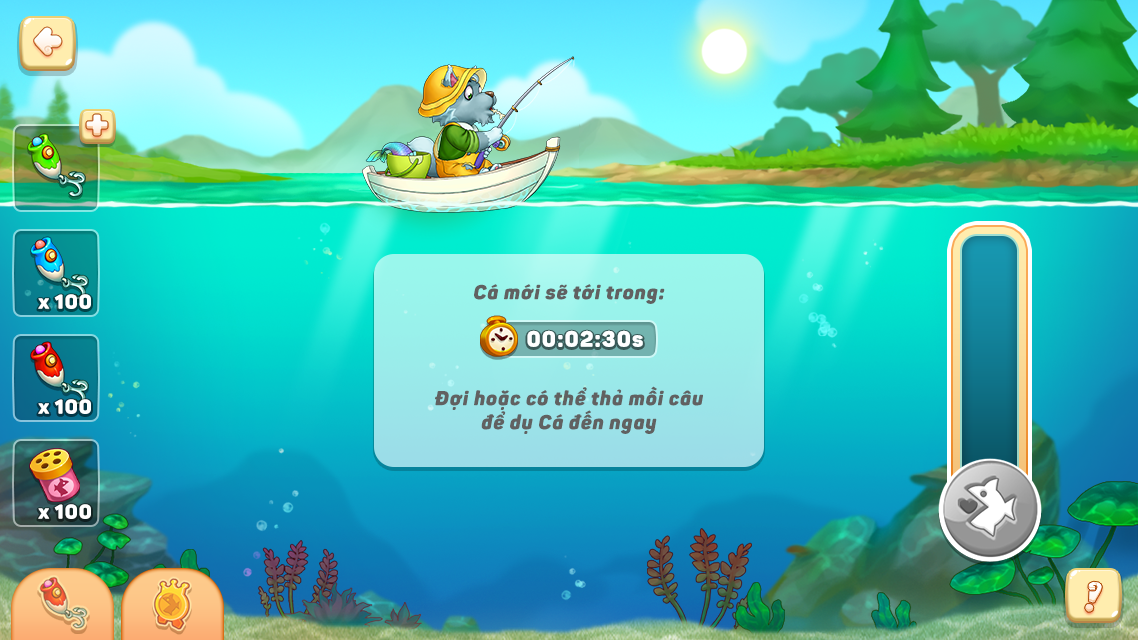 Cá mới sẽ tới trong:
00:02:30s
Đợi hoặc có thể thả mồi câu
để dụ Cá đến ngay
x 100
x 100
x 100